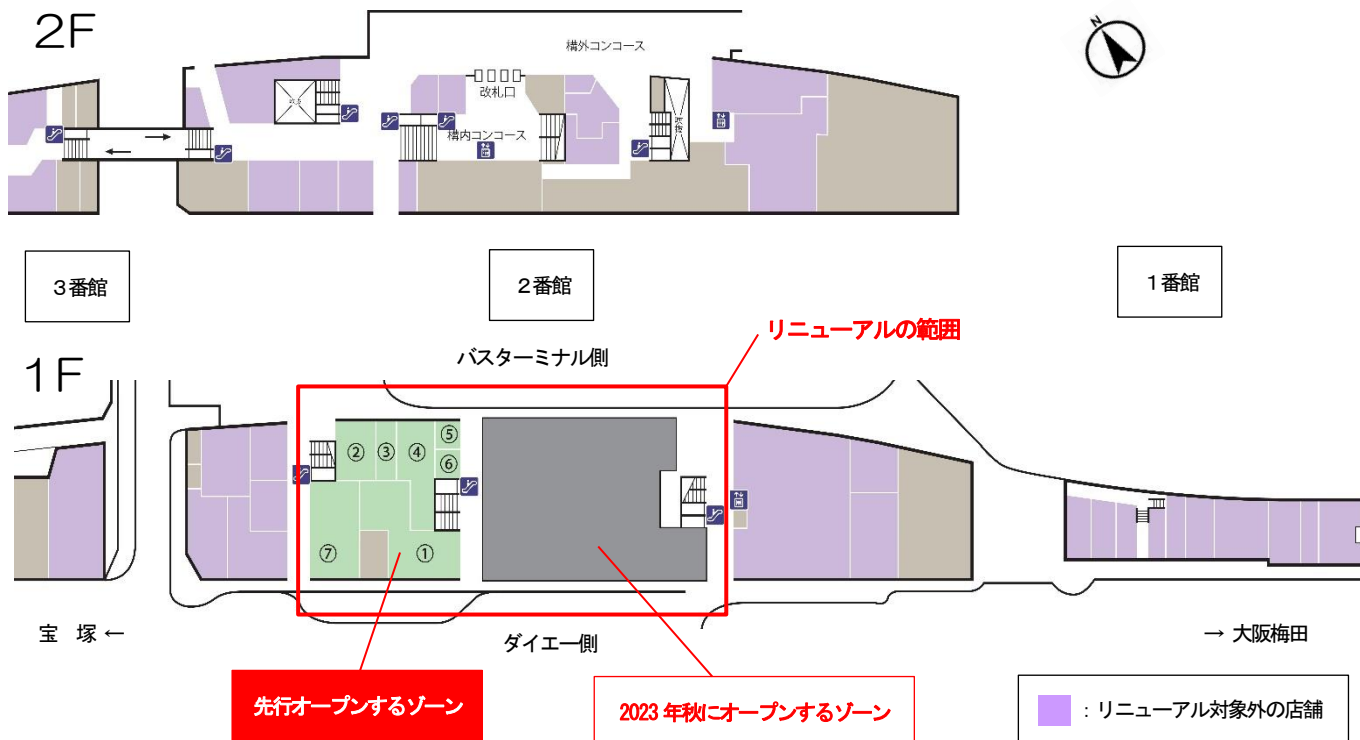 2F
N
構外コンコース
改札口
吹抜
構内コンコース
吹抜
3番館
2番館
1番館
リニューアルの範囲
バスターミナル側
1F
② ③ ④ ⑤
⑥
⑦ ①
宝 塚 ←
ダイエー側
→ 大阪梅田
先行オープンするゾーン
2023 年秋にオープンするゾーン
：リニューアル対象外の店舗